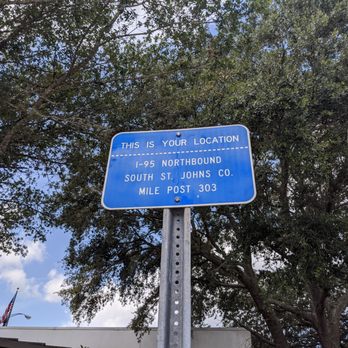 THIS IS YOUR LOCATION
I-95 NORTHBOUND
SOUTH ST. JOHNS CO.
MILE POST 303